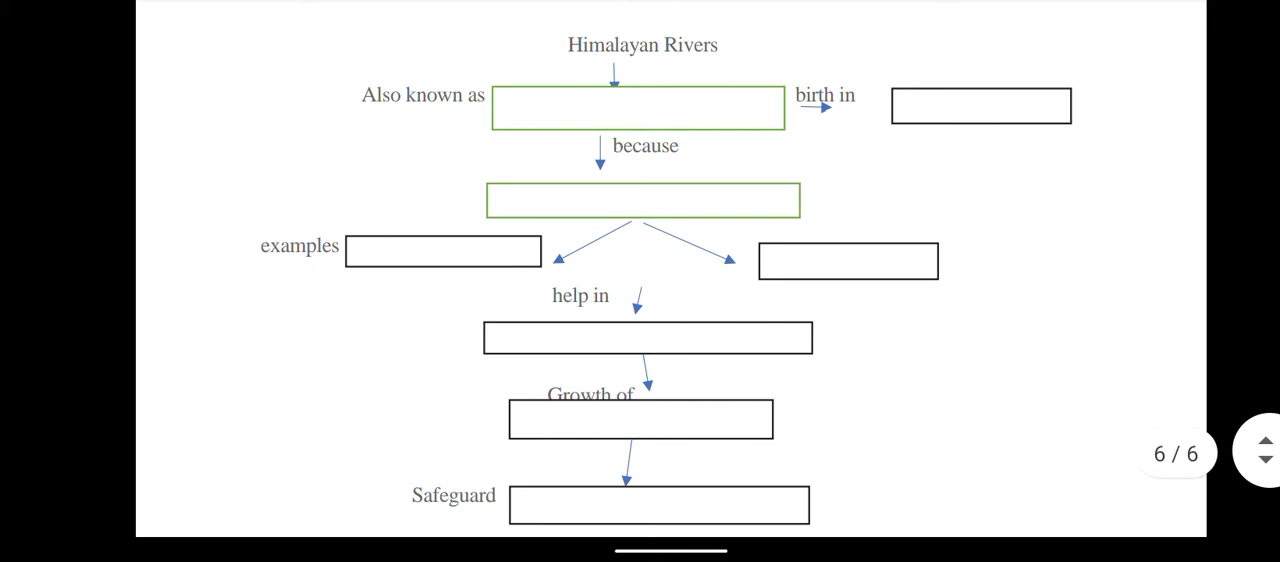 Himalayan Rivers
Also known as
birth in
because
examples
help in
Growth of
Safeguard
6 / 6